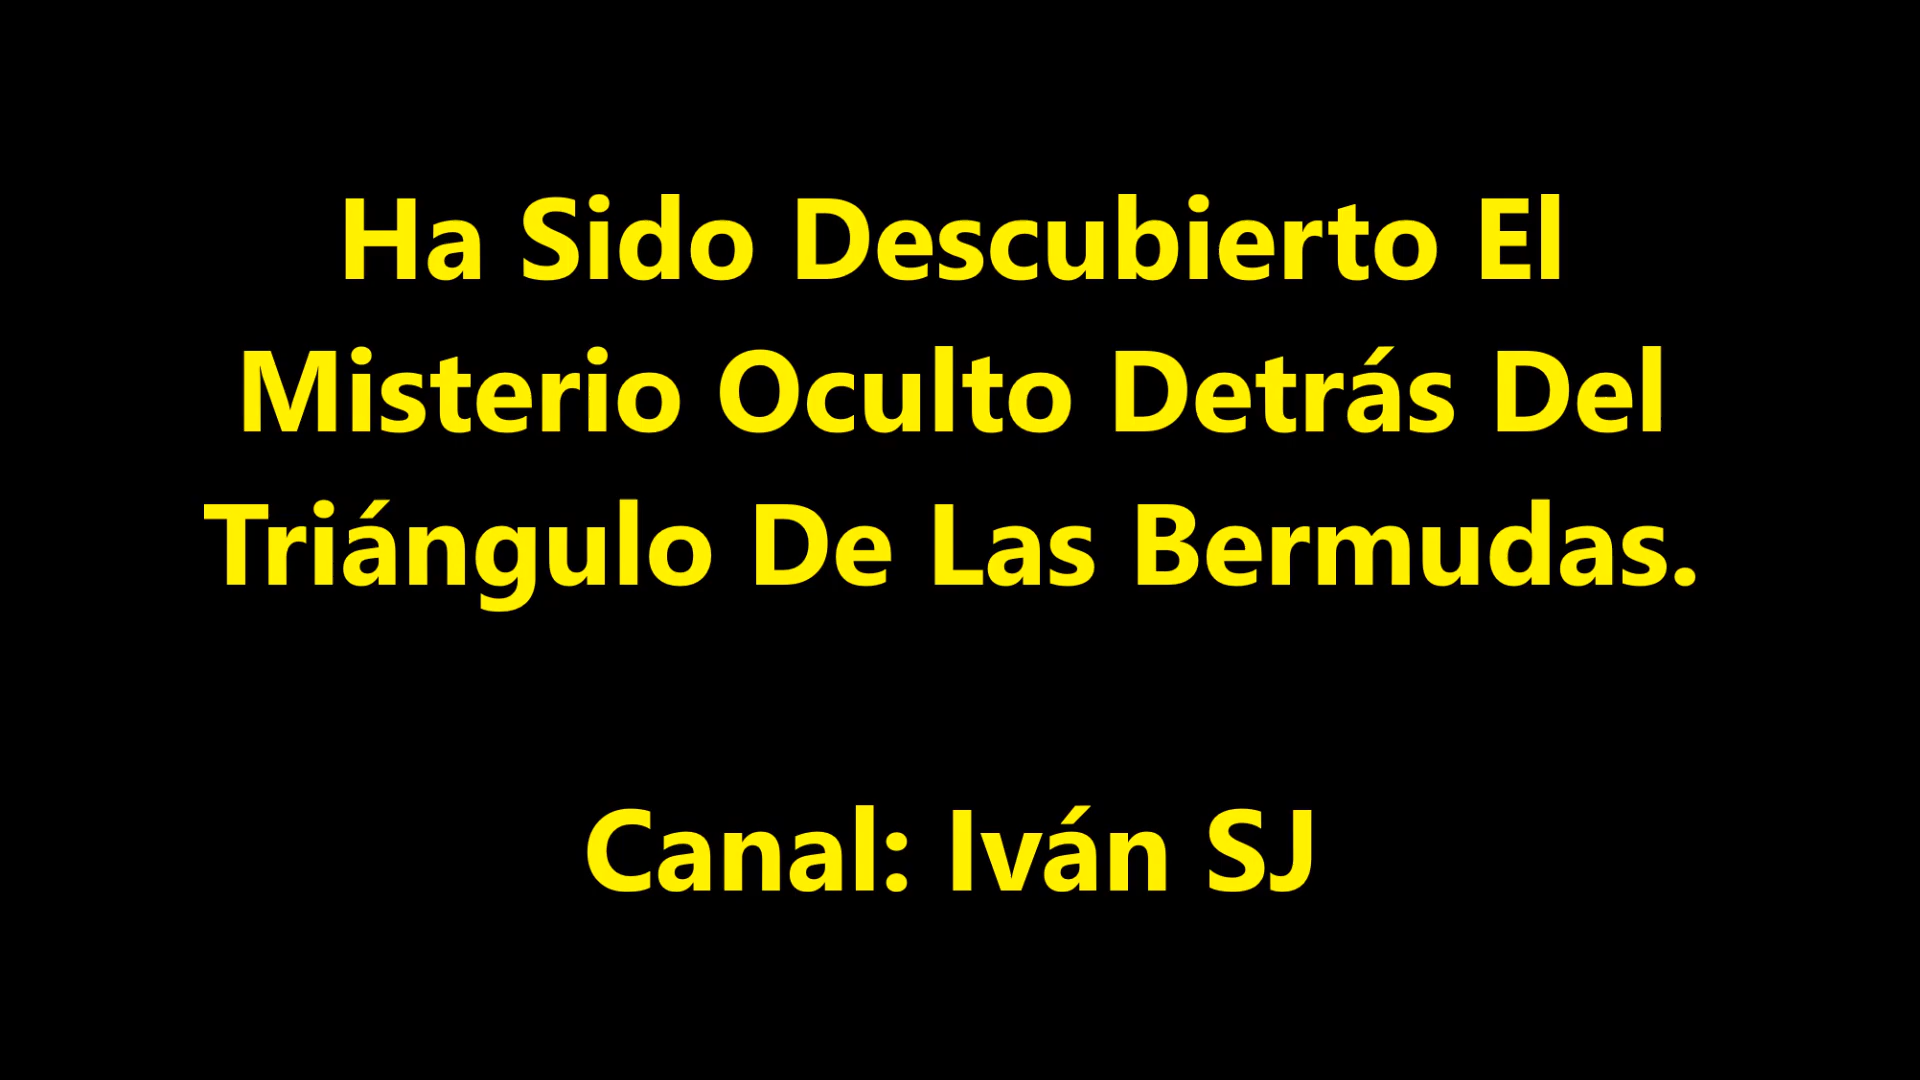 Ha Sido Descubierto El
Misterio Oculto Detrás Del
Triángulo De Las Bermudas.
Canal: Iván SJ